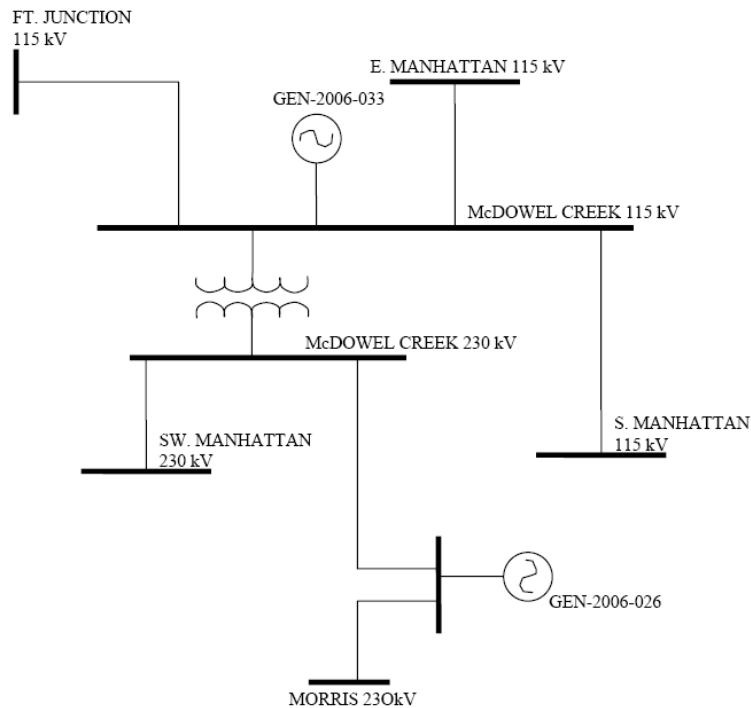 FT. JUNCTION
115 kV
E. MANHATTAN 115 kV
GEN-2006-033
McDOWEL CREEK 115 kV
McDOWEL CREEK 230 kV
SW. MANHATTAN
230 kV
S. MANHATTAN
115 kV
GEN-2006-026
MORRIS 23OkV